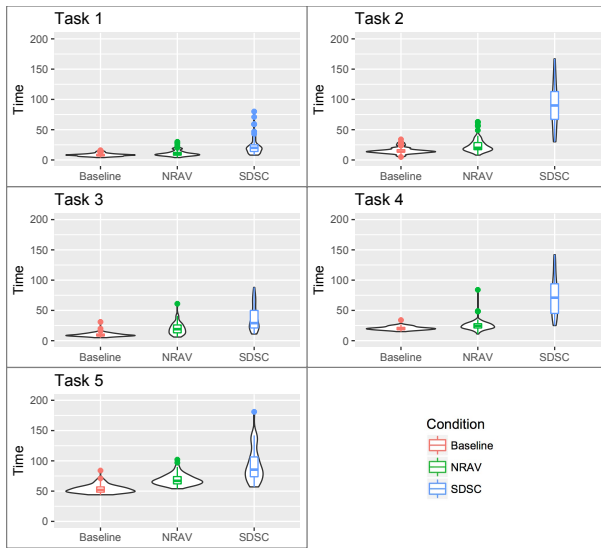 Task 1
200
150
100
50
0
Time
Baseline NRAV SDSC
Task 2
200
150
100
50
0
Time
Baseline NRAV SDSC
Task 3
200
150
100
50
0
Time
Baseline NRAV SDSC
Task 4
200
150
100
50
0
Time
Baseline NRAV SDSC
Task 5
200
150
100
50
0
Time
Baseline NRAV SDSC
Condition
Baseline
NRAV
SDSC